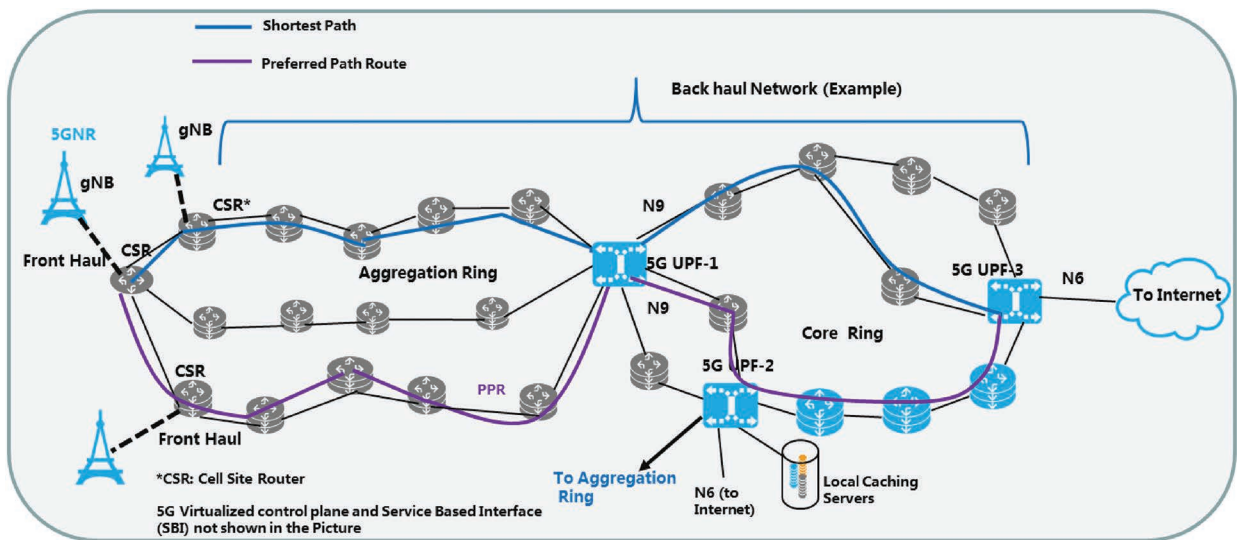 Shortest Path
Preferred Path Route
Back haul Network (Example)
5GNR
gNB
gNB
CSR*
CSR
Front Haul
Aggregation Ring
N9
5G UPF-1
N9
5G UPF-3
N6
To Internet
Core Ring
5G UPF-2
CSR
PPR
Front Haul
*CSR: Cell Site Router
To Aggregation
Ring
N6 (to
Internet)
Local Caching
Servers
5G Virtualized control plane and Service Based Interface
(SBI) not shown in the Picture